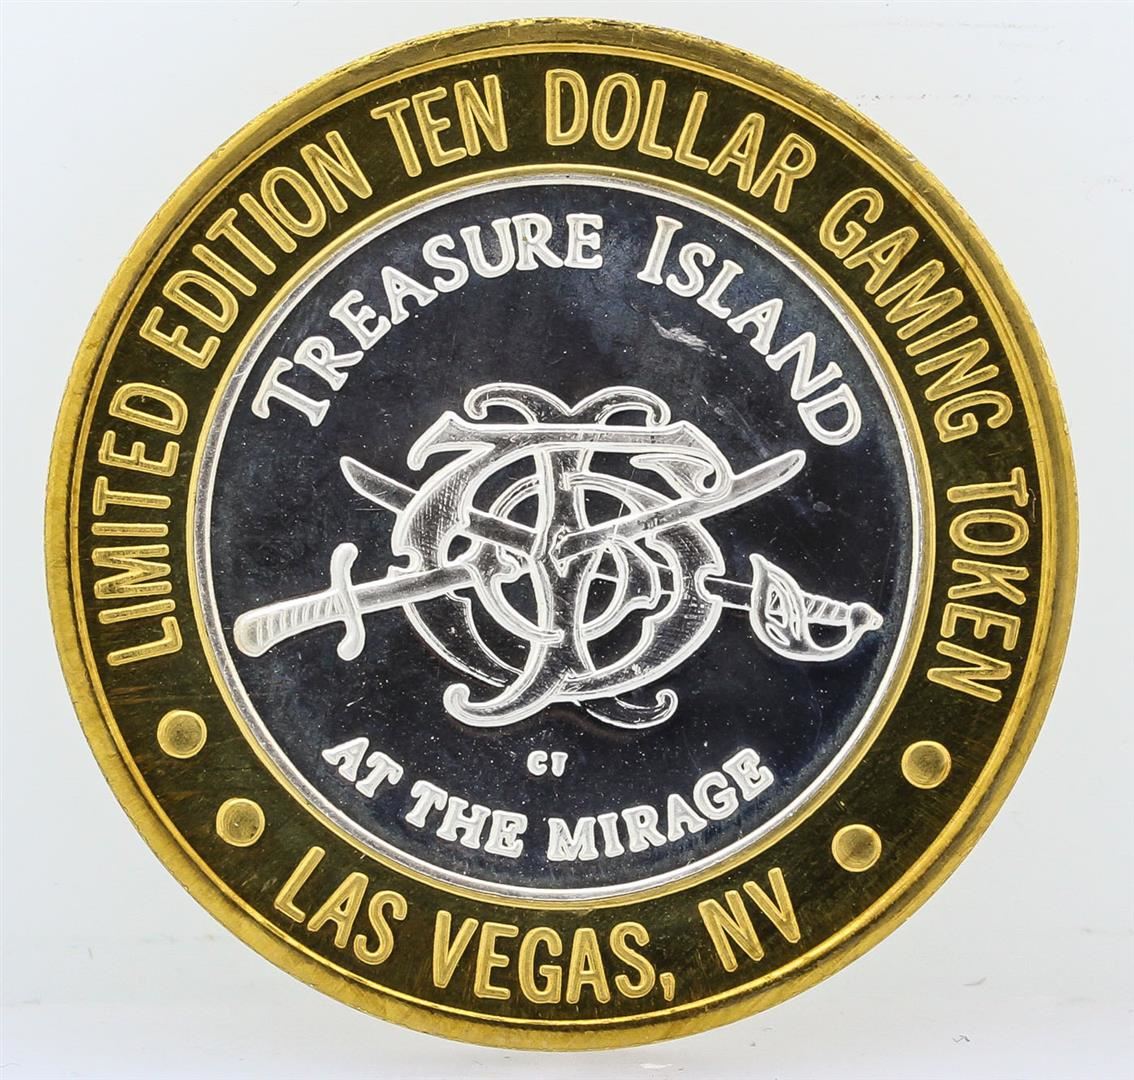 LIMITED EDITION TEN DOLLAR GAMING TOKEN
TREASURE ISLAND
CT
AT THE MIRAGE
LAS VEGAS, NV